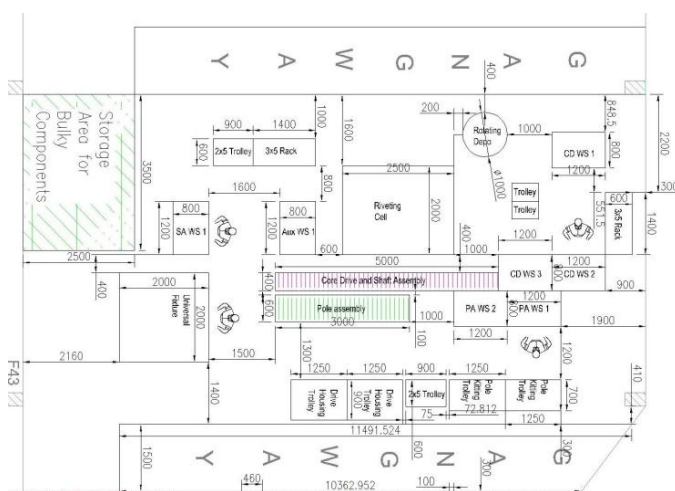 G A N G W A Y
400
200
848.5
2200
900
1400
1000
1600
Rotating
Depo
1000
CD WS 1
800
600
2x5 Trolley
3x5 Rack
Storage
Area for
Bulky
Components
3500
2500
800
ø1000
1200
300
Trolley
Trolley
551.5
600
3x5 Rack
1400
1600
800
1200
SA WS 1
800
1200
Aux WS 1
Riveting
Cell
2000
600
400
1000
1200
5000
CD WS 3
1200
CD WS 2
900
2500
400
2000
Universal
Fixture
2000
400
Core Drive and Shaft Assembly
600
Pole assembly
3000
100
1000
PA WS 2
1200
PA WS 1
1200
1900
2160
1500
1300
1200
F43
1400
1250
1250
900
1250
Drive
Housing
Trolley
900
Drive
Housing
Trolley
2x5 Trolley
Pole
Kitting
Trolley
Pole
Kitting
Trolley
700
410
75
72.812
1250
11491.524
600
300
1500
G A N G W A Y
460
10362.952
100
300